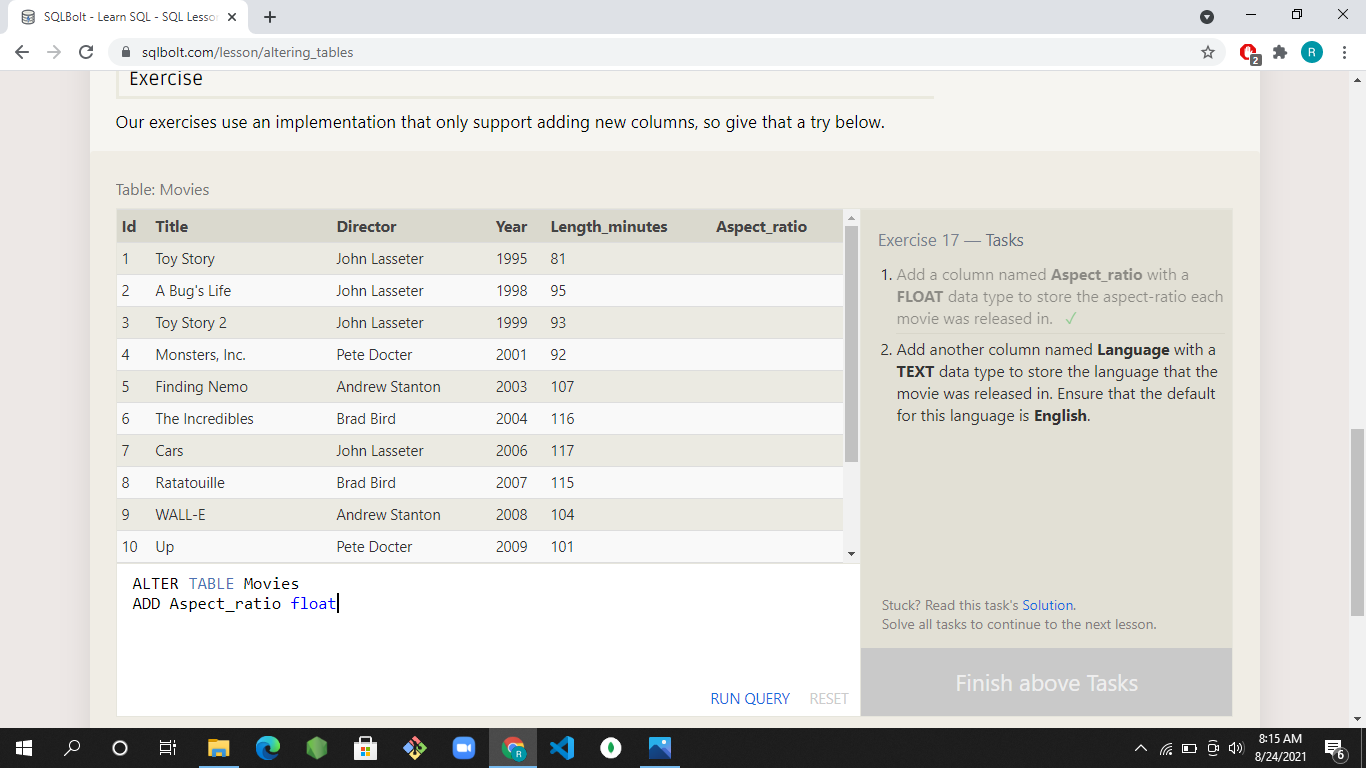 SQLBolt - Learn SQL - SQL Lesson
sqlbolt.com/lesson/altering_tables
R
2
Exercise
Our exercises use an implementation that only support adding new columns, so give that a try below.
Table: Movies
Id Title Director Year Length_minutes Aspect_ratio
1 Toy Story John Lasseter 1995 81
2 A Bug's Life John Lasseter 1998 95
3 Toy Story 2 John Lasseter 1999 93
4 Monsters, Inc. Pete Docter 2001 92
5 Finding Nemo Andrew Stanton 2003 107
6 The Incredibles Brad Bird 2004 116
7 Cars John Lasseter 2006 117
8 Ratatouille Brad Bird 2007 115
9 WALL-E Andrew Stanton 2008 104
10 Up Pete Docter 2009 101
Exercise 17 — Tasks
1. Add a column named Aspect_ratio with a
FLOAT data type to store the aspect-ratio each
movie was released in. ✓
2. Add another column named Language with a
TEXT data type to store the language that the
movie was released in. Ensure that the default
for this language is English.
ALTER TABLE Movies
ADD Aspect_ratio float
RUN QUERY RESET
Stuck? Read this task's Solution.
Solve all tasks to continue to the next lesson.
Finish above Tasks
R
8:15 AM
8/24/2021
6